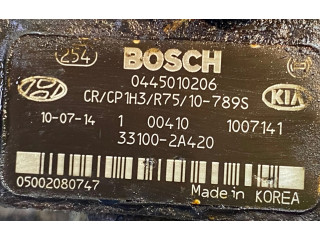 254
BOSCH
0445010206
CR/CP1H3/R75/10-789S
KIA
10-07-14 1 00410 1007141
33100-2A420
05002080747 Made in KOREA